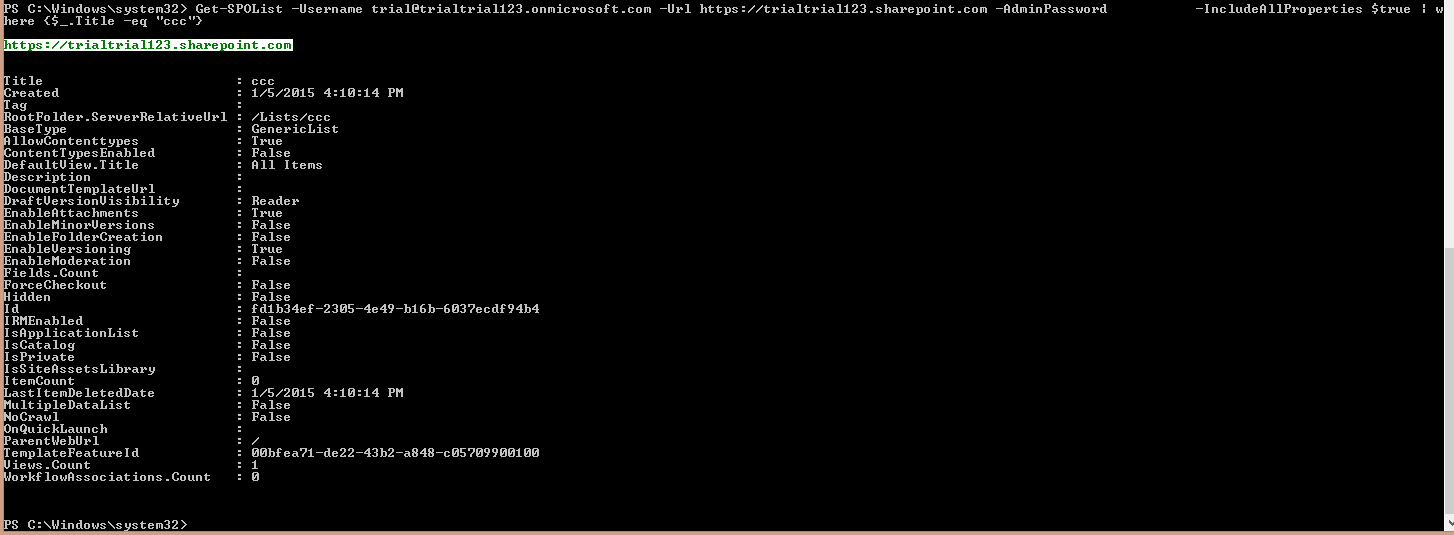 PS C:\Windows\system32> Get-SPOList -Username trial@trialtrial123.onmicrosoft.com -Url https://trialtrial123.sharepoint.com -AdminPassword -IncludeAllProperties $true | w
here {$_.Title -eq "ccc"}
https://trialtrial123.sharepoint.com
Title : ccc
Created : 1/5/2015 4:10:14 PM
Tag :
RootFolder.ServerRelativeUrl : /Lists/ccc
BaseType : GenericList
AllowContenttypes : True
ContentTypesEnabled : False
DefaultView.Title : All Items
Description :
DocumentTemplateUrl :
DraftVersionVisibility : Reader
EnableAttachments : True
EnableMinorVersions : False
EnableFolderCreation : False
EnableVersioning : True
EnableModeration : False
Fields.Count :
ForceCheckout : False
Hidden : False
Id : fd1b34ef-2305-4e49-b16b-6037ecdf94b4
IRMEnabled : False
IsApplicationList : False
IsCatalog : False
IsPrivate : False
IsSiteAssetsLibrary :
ItemCount : 0
LastItemDeletedDate : 1/5/2015 4:10:14 PM
MultipleDataList : False
NoCrawl : False
OnQuickLaunch :
ParentWebUrl : /
TemplateFeatureId : 00bfea71-de22-43b2-a848-c05709900100
Views.Count : 1
WorkflowAssociations.Count : 0
PS C:\Windows\system32>